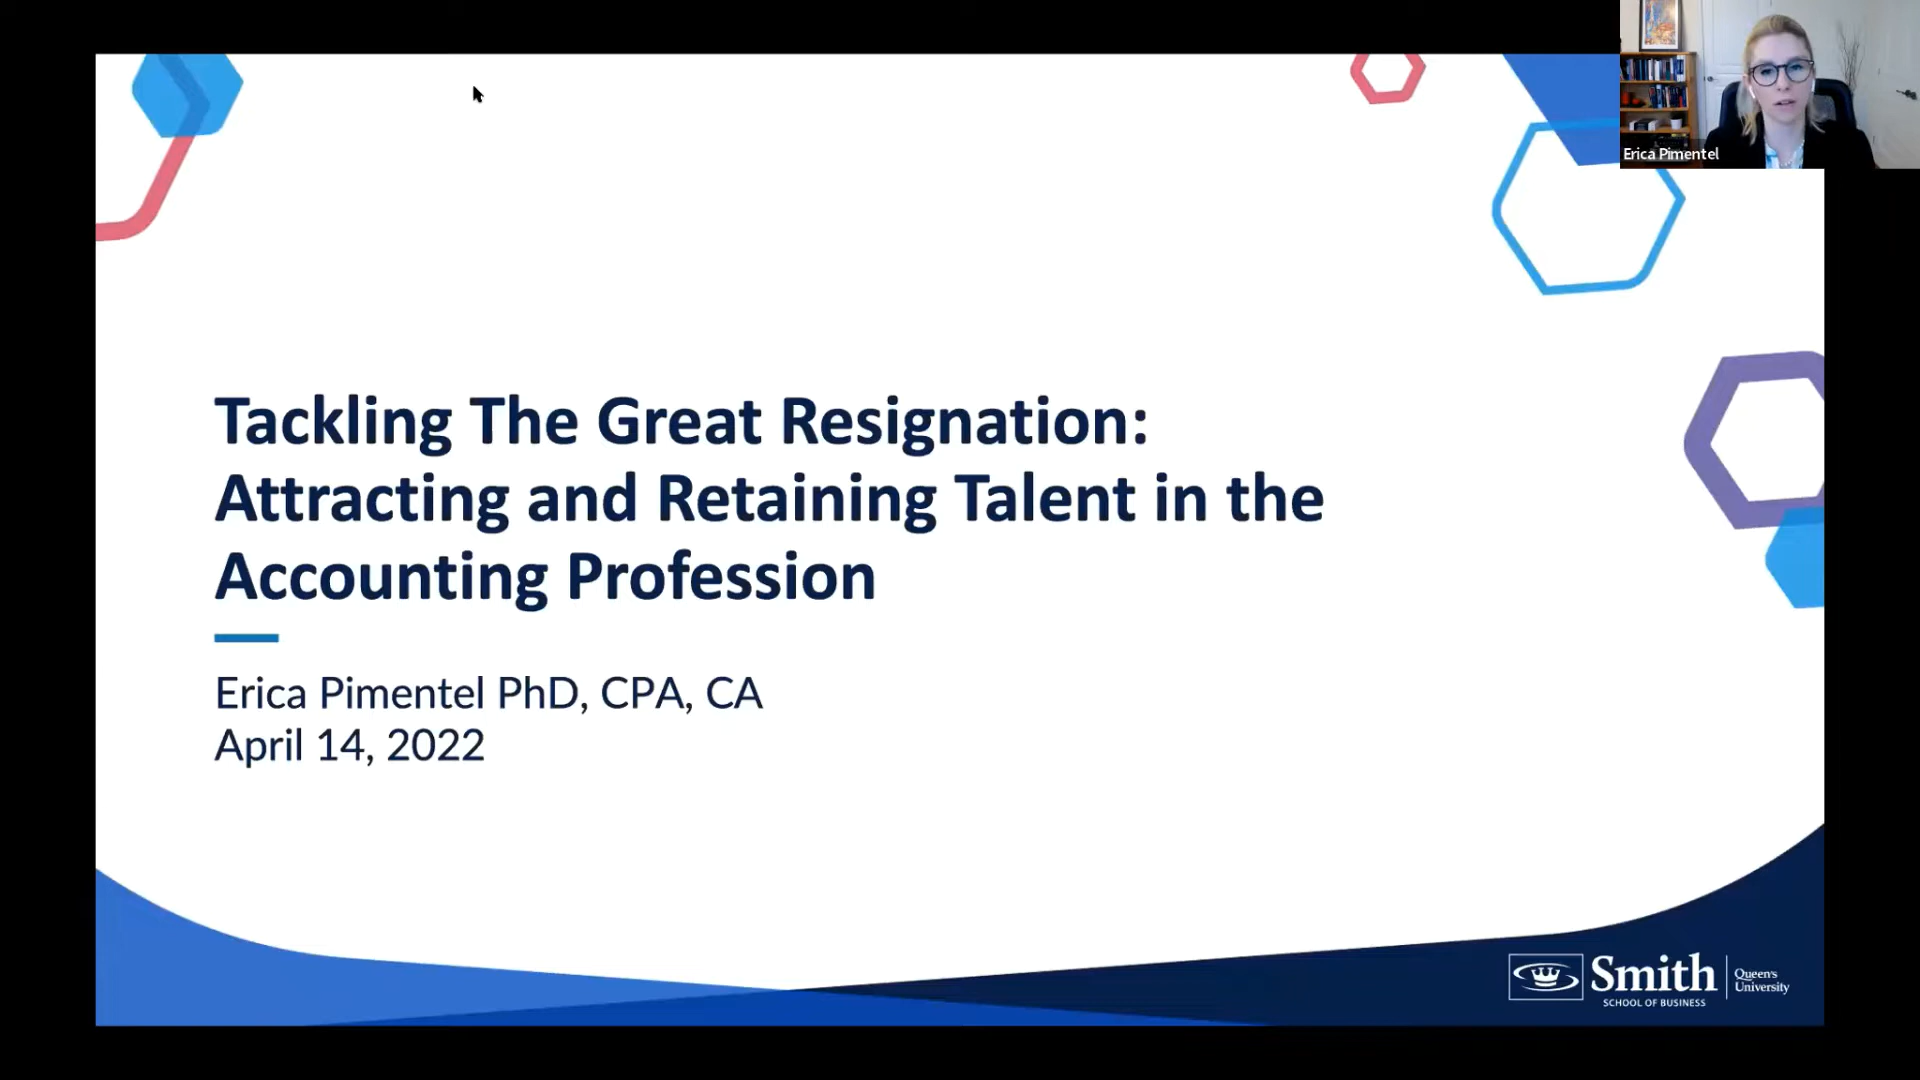 Erica Pimentel
Tackling The Great Resignation:
Attracting and Retaining Talent in the
Accounting Profession
Erica Pimentel PhD, CPA, CA
April 14, 2022
Smith
SCHOOL OF BUSINESS
Queen's
University